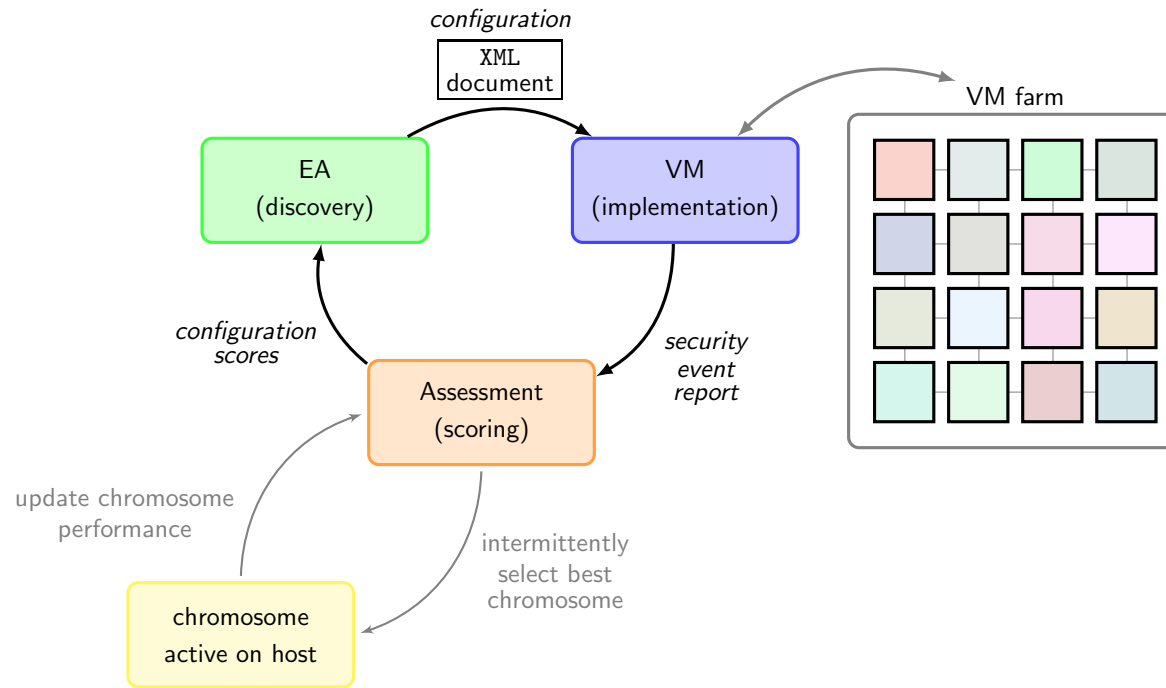 configuration
XML
document
VM farm
EA
(discovery)
VM
(implementation)
configuration
scores
security
event
report
Assessment
(scoring)
update chromosome
performance
intermittently
select best
chromosome
chromosome
active on host